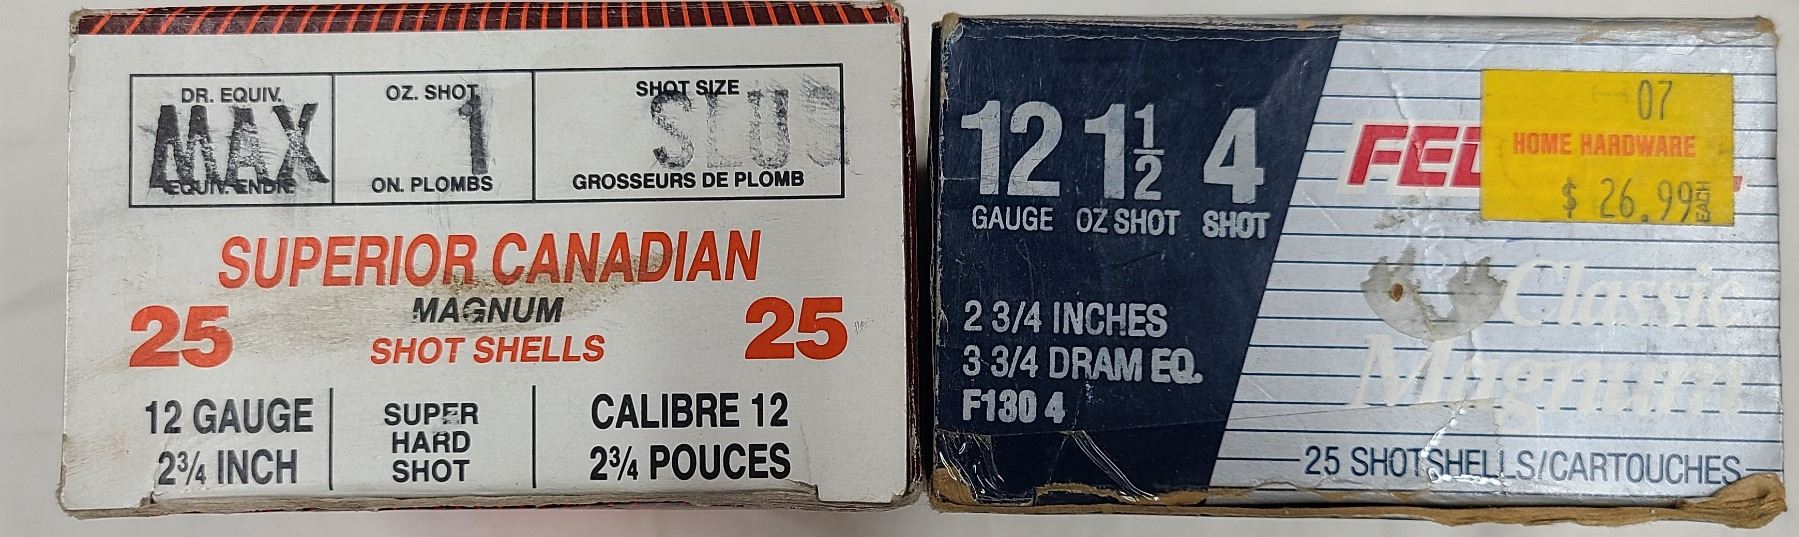 DR. EQUIV.
MAX
EQUIV. ENDR.
OZ. SHOT
1
ON. PLOMBS
SHOT SIZE
SLUG
GROSSEURS DE PLOMB
SUPERIOR CANADIAN
25
MAGNUM
SHOT SHELLS
25
12 GAUGE
2¾ INCH
SUPER
HARD
SHOT
CALIBRE 12
2¾ POUCES
12 1 1/2 4
GAUGE OZ SHOT SHOT
2 3/4 INCHES
3 3/4 DRAM EQ.
F130 4
07
HOME HARDWARE
$ 26.99 EACH
Classic
Magnum
25 SHOTSHELLS/CARTOUCHES